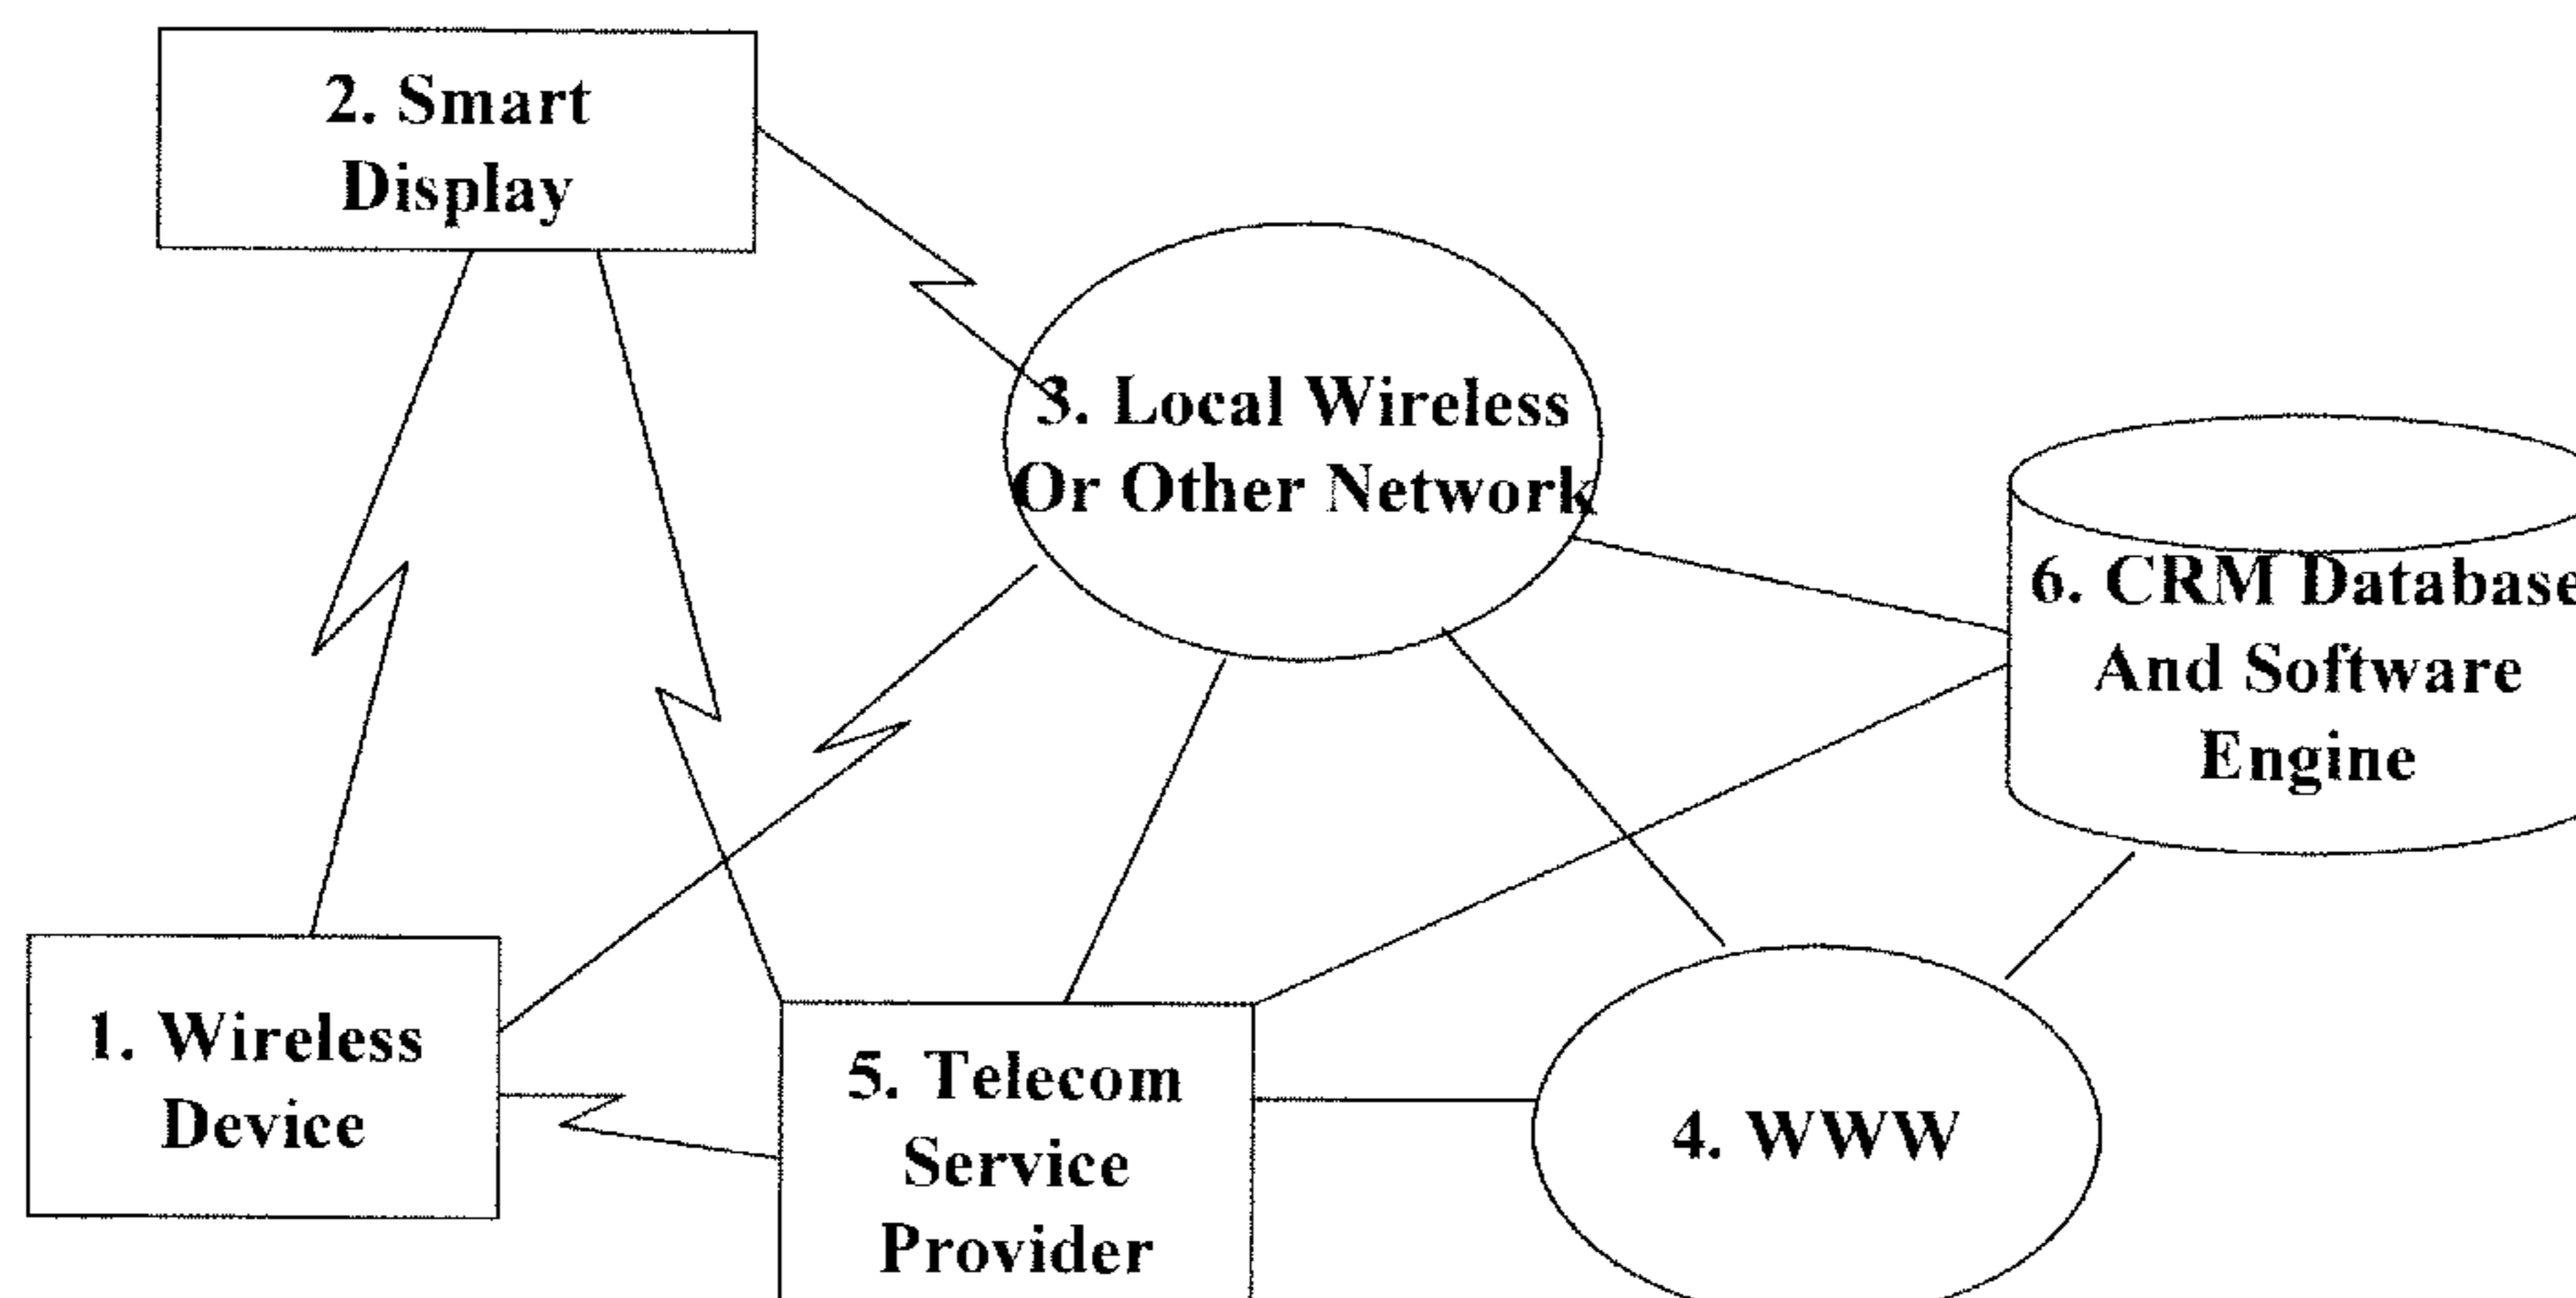 2. Smart
Display
3. Local Wireless
Or Other Network
6. CRM Database
And Software
Engine
1. Wireless
Device
5. Telecom
Service
Provider
4. WWW